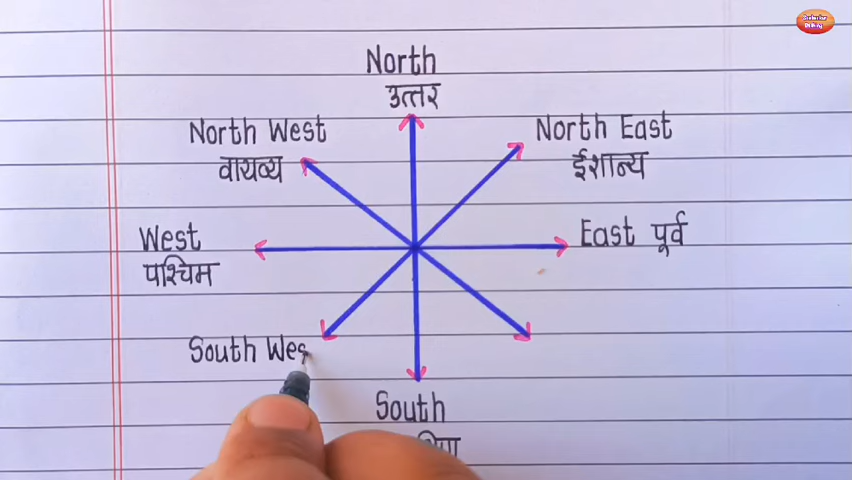 North
उत्तर
North West
वायव्य
North East
ईशान्य
West
पश्चिम
East पूर्व
South Wes
South